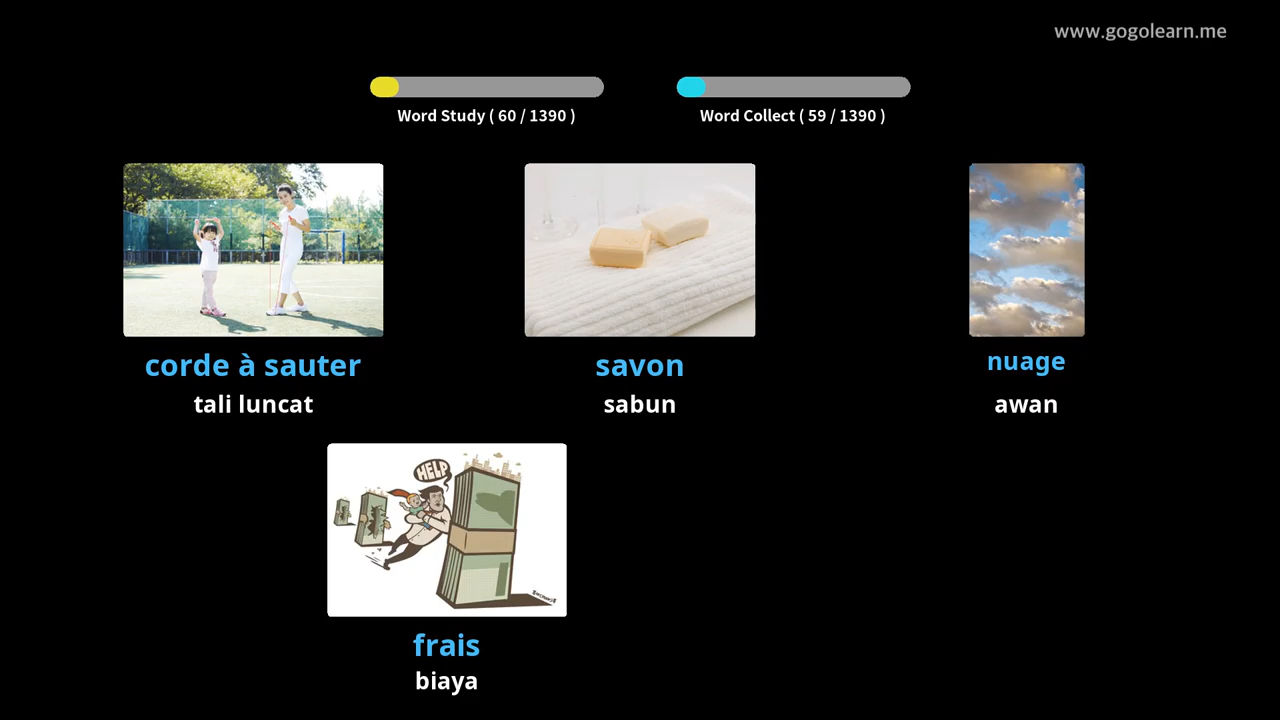 www.gogolearn.me
Word Study ( 60 / 1390 )
Word Collect ( 59 / 1390 )
corde à sauter
savon
nuage
tali luncat
sabun
awan
HELP
frais
biaya